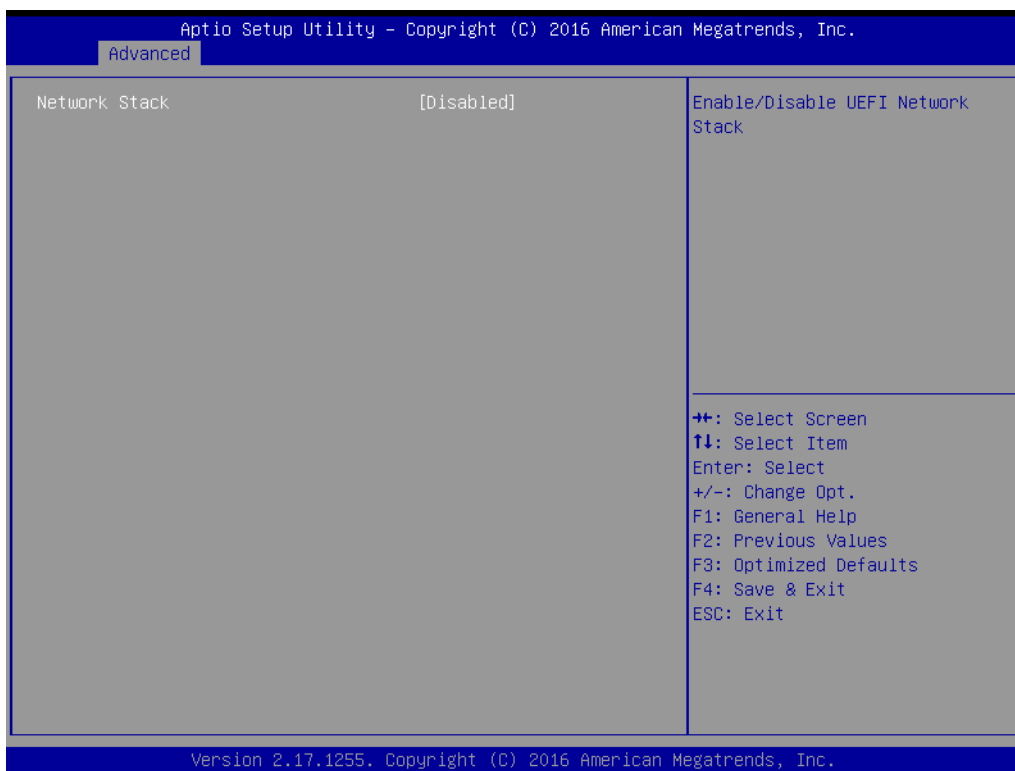 Aptio Setup Utility – Copyright (C) 2016 American Megatrends, Inc.
Advanced
Network Stack [Disabled]
Enable/Disable UEFI Network
Stack
→←: Select Screen
↑↓: Select Item
Enter: Select
+/-: Change Opt.
F1: General Help
F2: Previous Values
F3: Optimized Defaults
F4: Save & Exit
ESC: Exit
Version 2.17.1255. Copyright (C) 2016 American Megatrends, Inc.